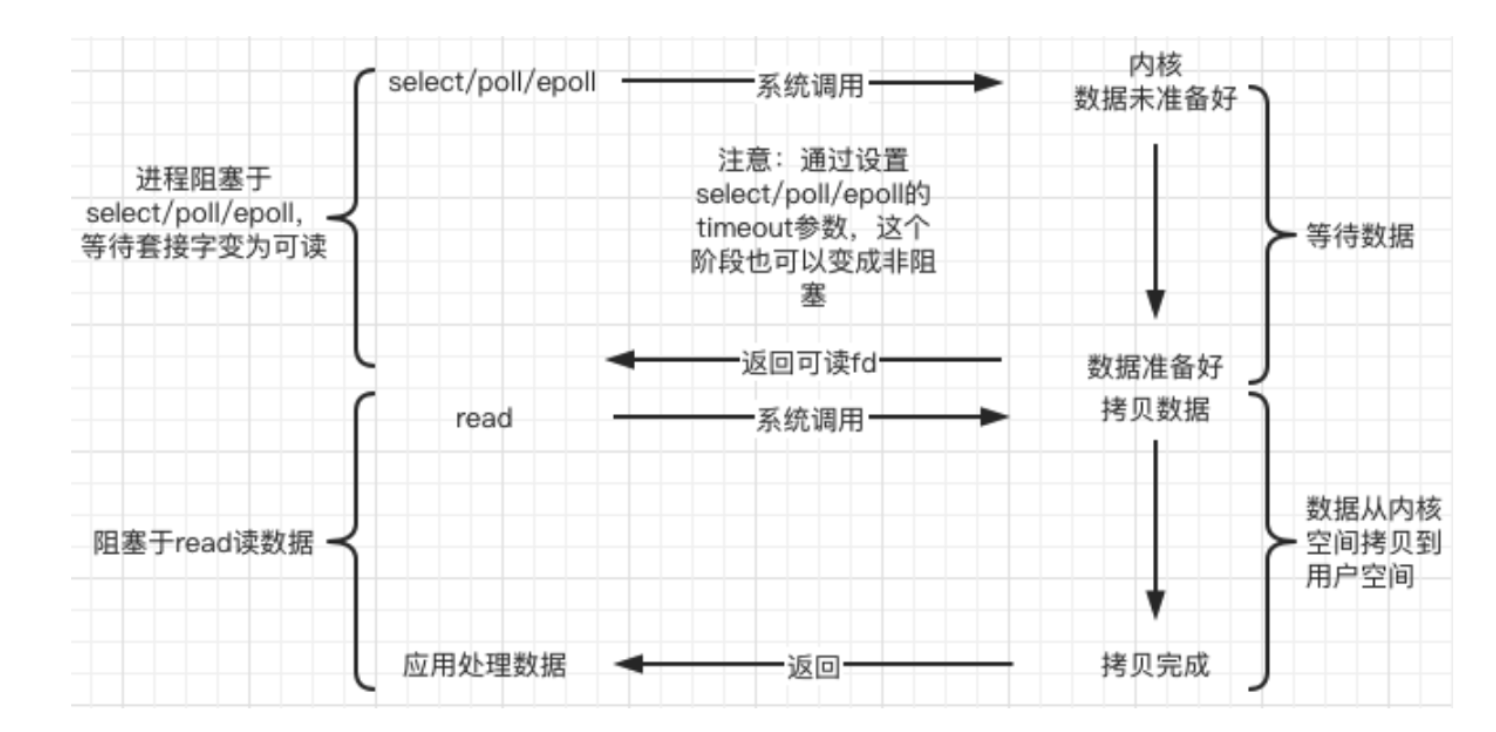 select/poll/epoll
系统调用
内核
数据未准备好
进程阻塞于
select/poll/epoll,
等待套接字变为可读
注意：通过设置
select/poll/epoll的
timeout参数，这个
阶段也可以变成非阻
塞
等待数据
返回可读fd
数据准备好
read
系统调用
拷贝数据
阻塞于read读数据
数据从内核
空间拷贝到
用户空间
应用处理数据
返回
拷贝完成